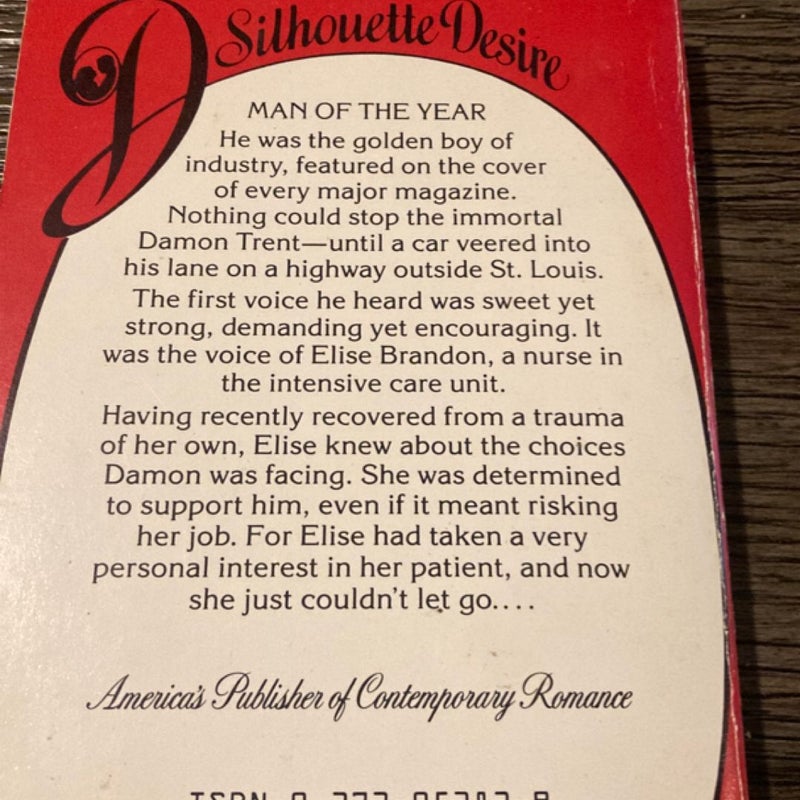 Silhouette Desire
MAN OF THE YEAR
He was the golden boy of
industry, featured on the cover
of every major magazine.
Nothing could stop the immortal
Damon Trent—until a car veered into
his lane on a highway outside St. Louis.
The first voice he heard was sweet yet
strong, demanding yet encouraging. It
was the voice of Elise Brandon, a nurse in
the intensive care unit.
Having recently recovered from a trauma
of her own, Elise knew about the choices
Damon was facing. She was determined
to support him, even if it meant risking
her job. For Elise had taken a very
personal interest in her patient, and now
she just couldn't let go....
America's Publisher of Contemporary Romance
ISBN